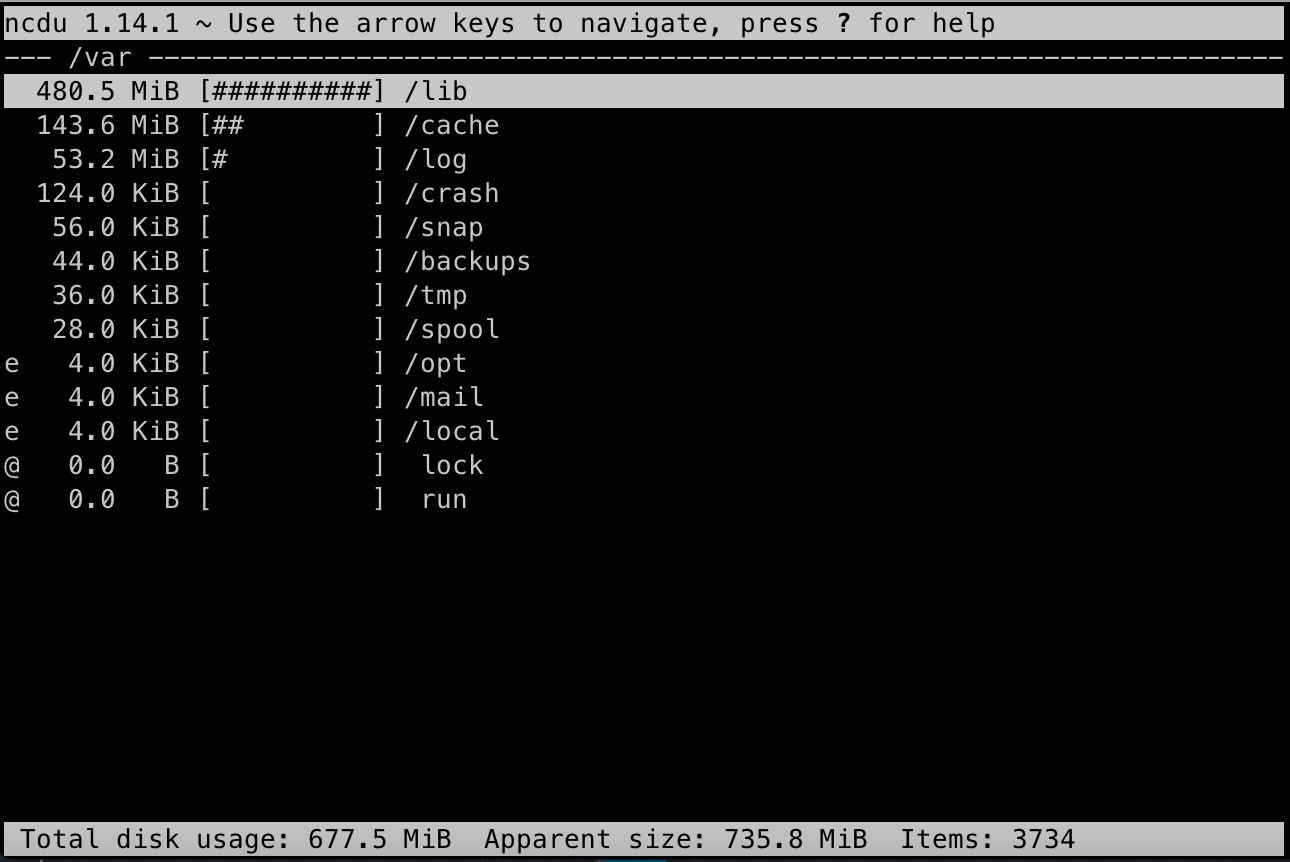 ncdu 1.14.1 ~ Use the arrow keys to navigate, press ? for help
--- /var ------------------------------------------------------------------------
  480.5 MiB [##########] /lib
  143.6 MiB [##        ] /cache
   53.2 MiB [#         ] /log
  124.0 KiB [          ] /crash
   56.0 KiB [          ] /snap
   44.0 KiB [          ] /backups
   36.0 KiB [          ] /tmp
   28.0 KiB [          ] /spool
e   4.0 KiB [          ] /opt
e   4.0 KiB [          ] /mail
e   4.0 KiB [          ] /local
@   0.0   B [          ]  lock
@   0.0   B [          ]  run
 Total disk usage: 677.5 MiB  Apparent size: 735.8 MiB  Items: 3734